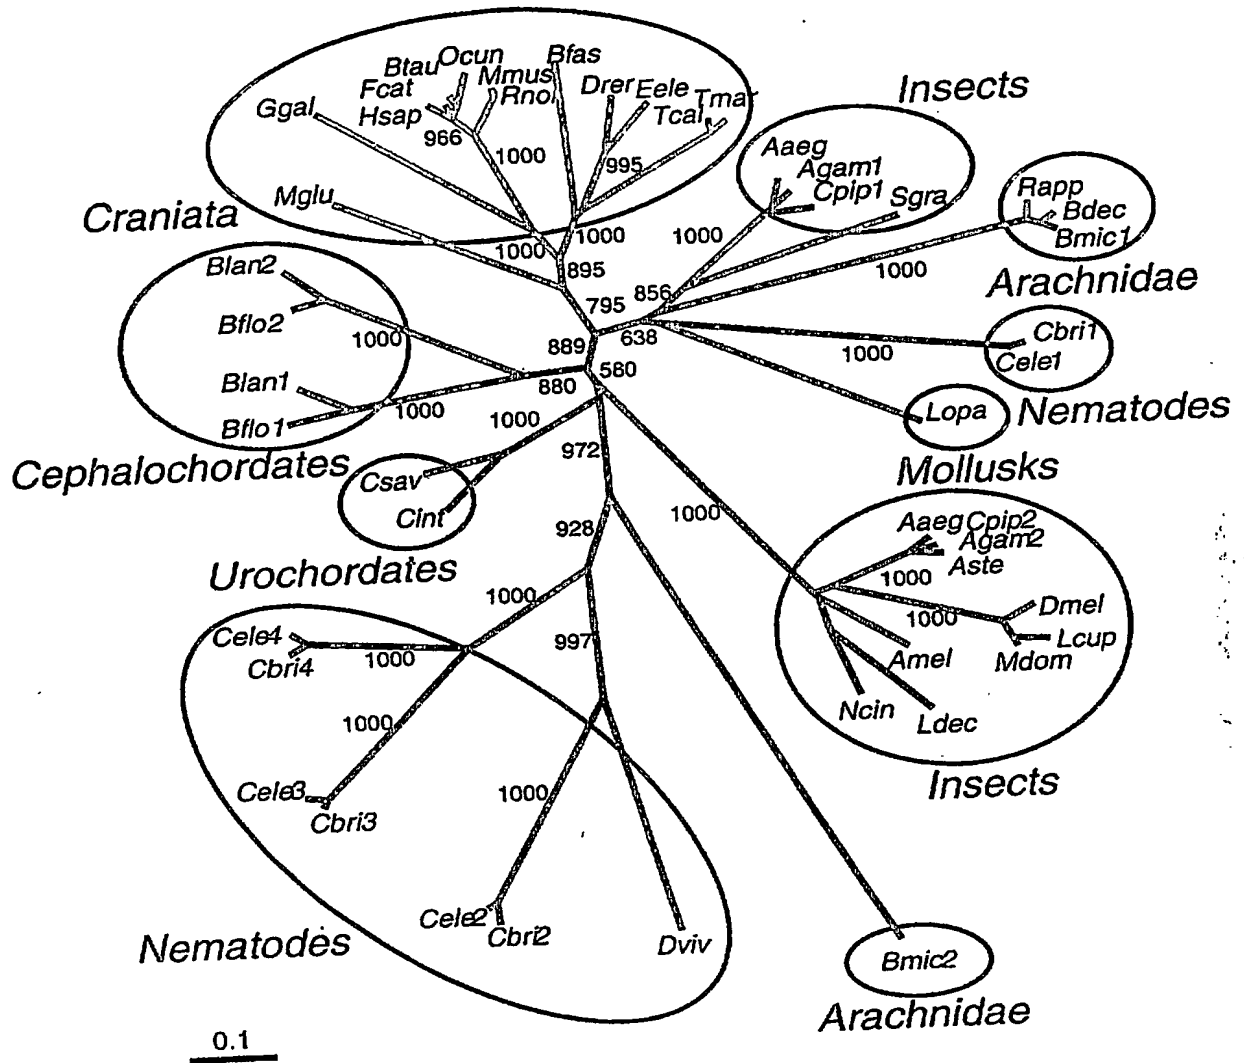 Btau Ocun Bfas
Fcat Mmus Drer Eele
Hsap Rno Tcal Tmar
Ggal
966
1000
995
Insects
Aaeg
Agam1
Cpip1
Sgra
Rapp
Bdec
Bmic1
Mglu
Craniata
1000
1000
1000
1000
Arachnidae
Blan2
895
856
795
Bflo2
1000
889
638
1000
Cbri1
Cele1
580
Blan1
880
Bflo1
1000
1000
Lopa
Nematodes
Cephalochordates
972
Mollusks
Csav
Cint
928
1000
Aaeg Cpip2
Agam2
Aste
1000
Urochordates
1000
1000
Dmel
Lcup
Mdom
Cele4
Cbri4
1000
997
Amel
Ncin
Ldec
1000
Insects
Cele3
Cbri3
1000
Cele2
Cbri2
Dviv
Nematodes
Bmic2
Arachnidae
0.1